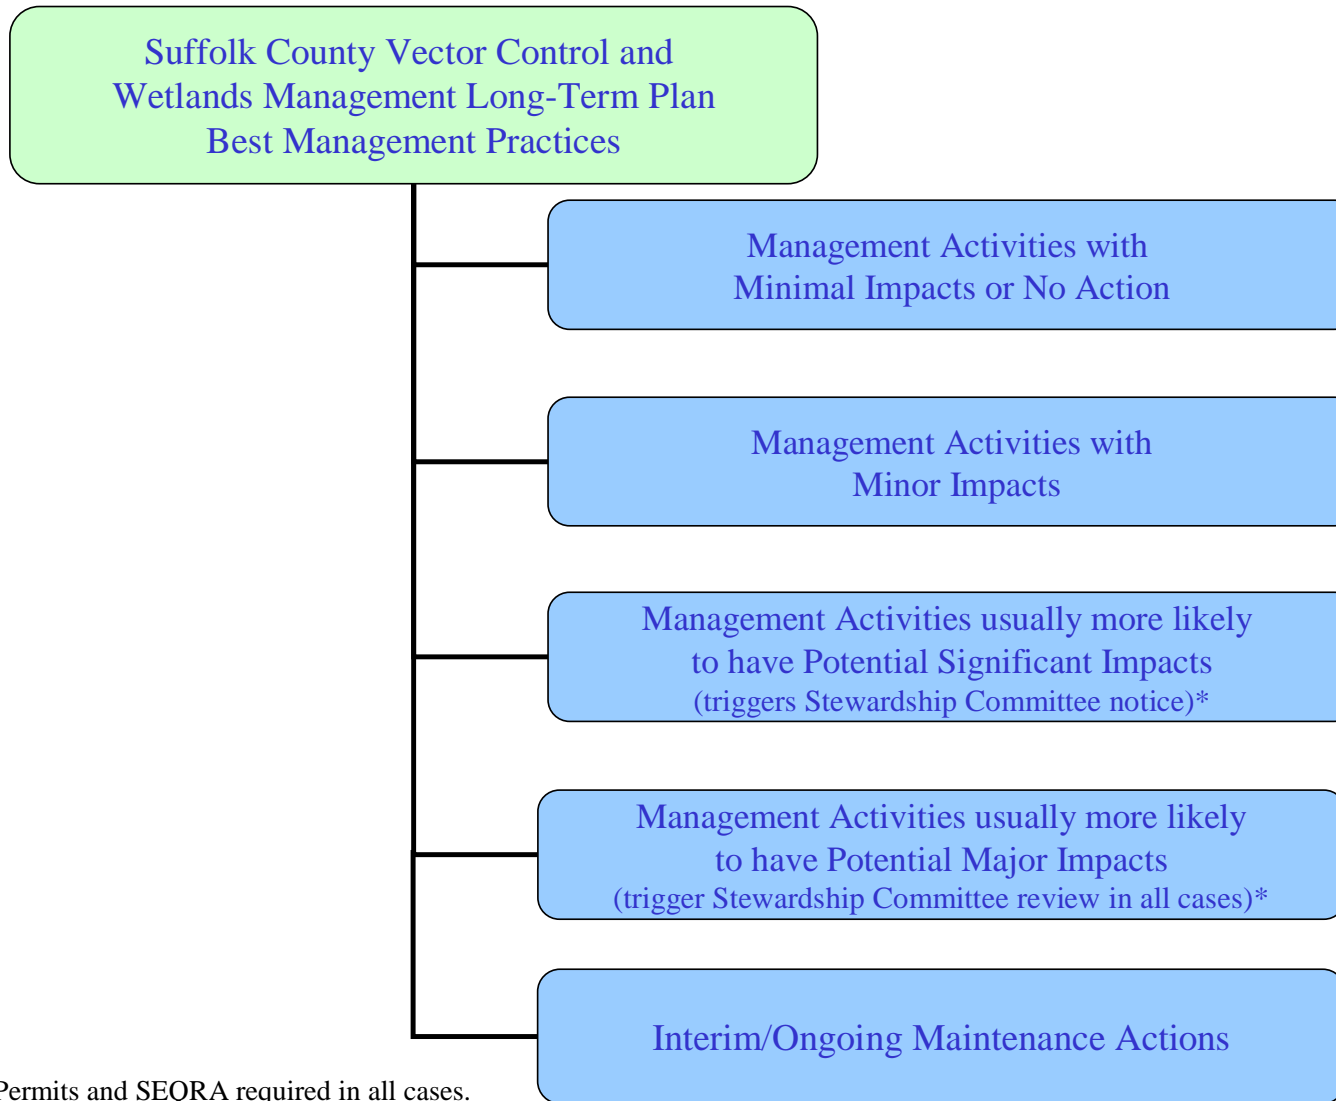 Suffolk County Vector Control and
Wetlands Management Long-Term Plan
Best Management Practices
Management Activities with
Minimal Impacts or No Action
Management Activities with
Minor Impacts
Management Activities usually more likely
to have Potential Significant Impacts
(triggers Stewardship Committee notice)*
Management Activities usually more likely
to have Potential Major Impacts
(trigger Stewardship Committee review in all cases)*
Interim/Ongoing Maintenance Actions
Permits and SEQRA required in all cases.